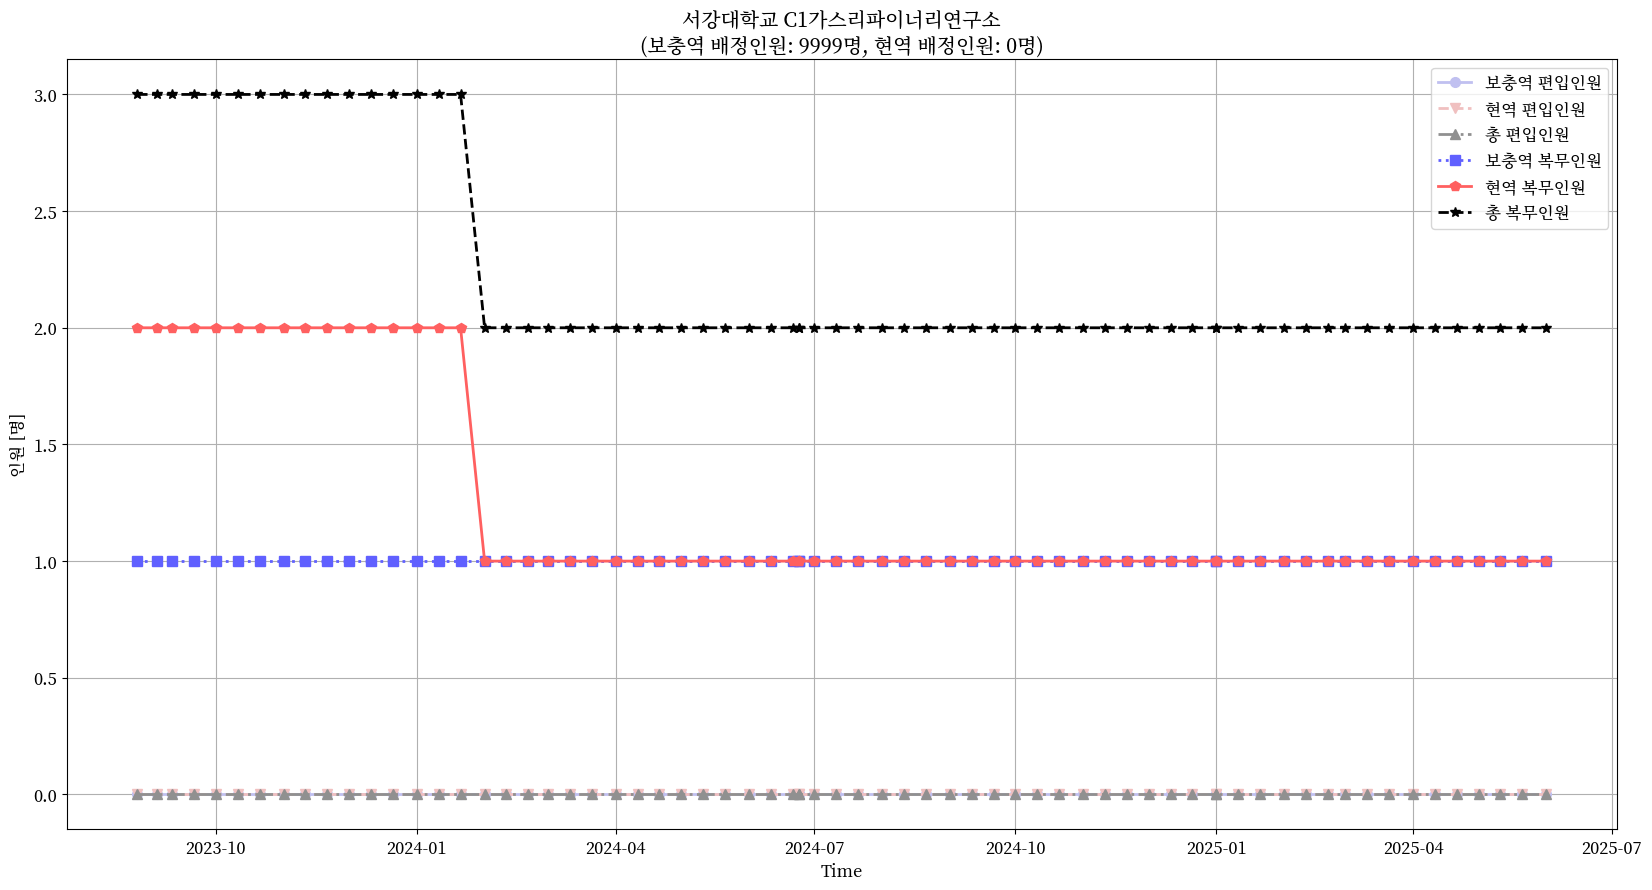 서강대학교 C1가스리파이너리연구소
(보충역 배정인원: 9999명, 현역 배정인원: 0명)
보충역 편입인원
현역 편입인원
총 편입인원
보충역 복무인원
현역 복무인원
총 복무인원
3.0
2.5
2.0
1.5
1.0
0.5
0.0
인원 [명]
2023-10
2024-01
2024-04
2024-07
2024-10
2025-01
2025-04
2025-07
Time